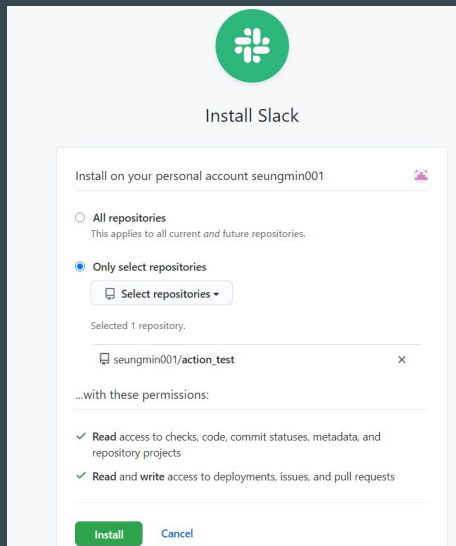 Install Slack
Install on your personal account seungmin001
All repositories
This applies to all current and future repositories.
Only select repositories
Select repositories
Selected 1 repository.
seungmin001/action_test
...with these permissions:
Read access to checks, code, commit statuses, metadata, and
repository projects
Read and write access to deployments, issues, and pull requests
Install Cancel